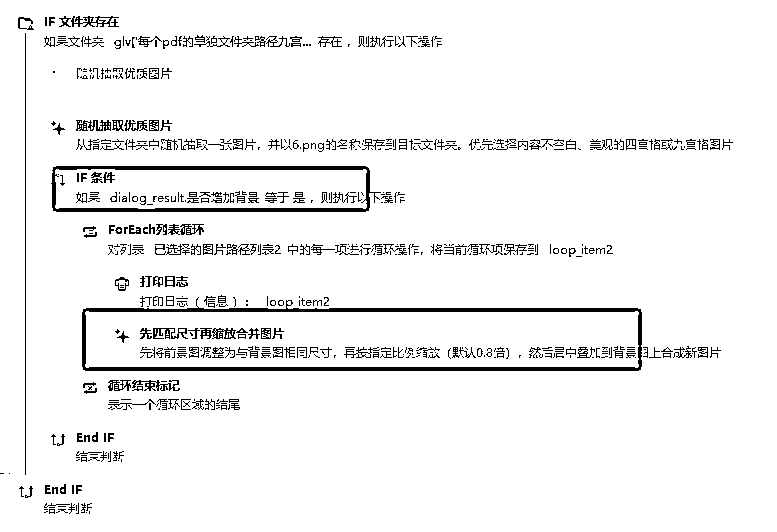 IF 文件夹存在
如果文件夹 glv['每个pdf的单独文件夹路径九宫... 存在 ，则执行以下操作
随机抽取优质图片
随机抽取优质图片
从指定文件夹中随机抽取一张图片，并以6.png的名称保存到目标文件夹。优先选择内容不空白、美观的四宫格或九宫格图片
IF 条件
如果 dialog_result.是否增加背景 等于 是 ，则执行以下操作
ForEach列表循环
对列表 已选择的图片路径列表2 中的每一项进行循环操作，将当前循环项保存到 loop_item2
打印日志
打印日志（信息）： loop_item2
先匹配尺寸再缩放合并图片
先将前景图调整为与背景图相同尺寸，再按指定比例缩放（默认0.8倍），然后居中叠加到背景图上合成新图片
循环结束标记
表示一个循环区域的结尾
End IF
结束判断
End IF
结束判断